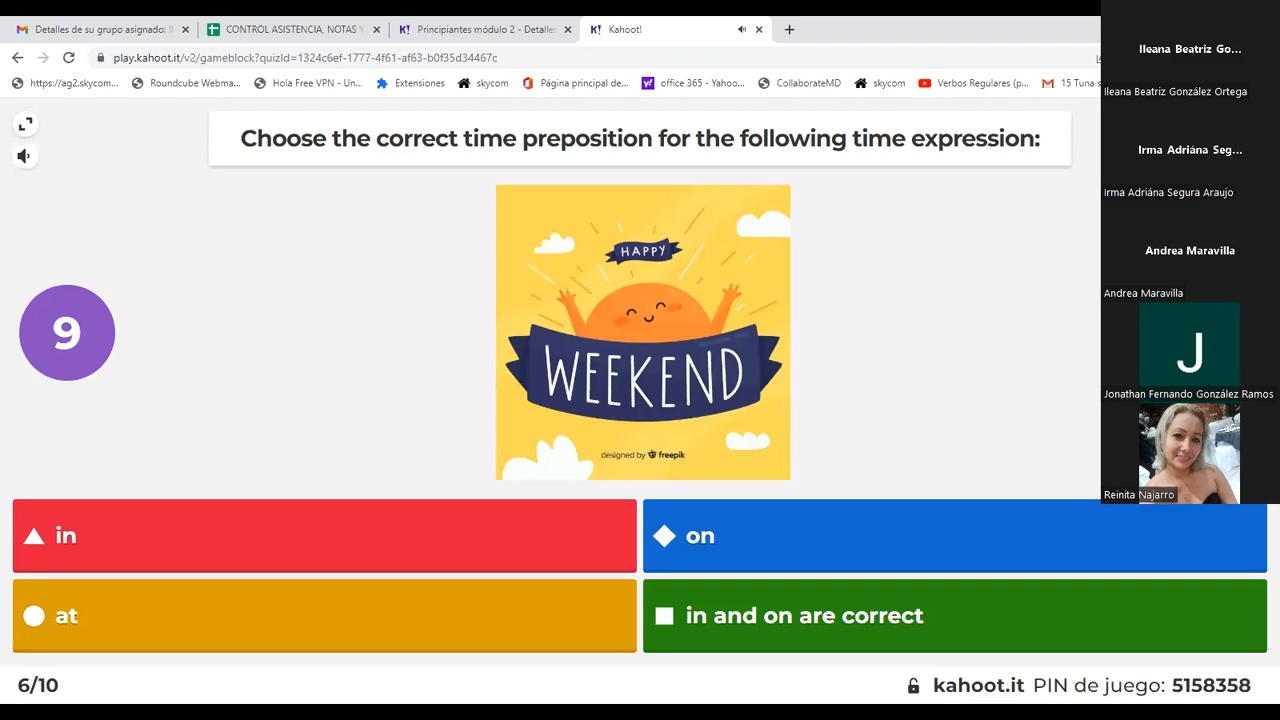 Detalles de su grupo asignado: I
CONTROL ASISTENCIA, NOTAS Y
Principiantes módulo 2 - Detalles
Kahoot!
play.kahoot.it/v2/gameblock?quizId=1324c6ef-1777-4f61-af63-b0f35d34467c
https://ag2.skycom...
Roundcube Webma...
Hola Free VPN - Un...
Extensiones
skycom
Página principal de...
office 365 - Yahoo...
CollaborateMD
skycom
Verbos Regulares (p...
15 Tuna s
Choose the correct time preposition for the following time expression:
HAPPY
WEEKEND
designed by freepik
9
in
on
at
in and on are correct
6/10
kahoot.it PIN de juego: 5158358
Ileana Beatriz Go...
Ileana Beatriz González Ortega
Irma Adriána Seg...
Irma Adriána Segura Araujo
Andrea Maravilla
Andrea Maravilla
J
Jonathan Fernando González Ramos
Reinita Najarro